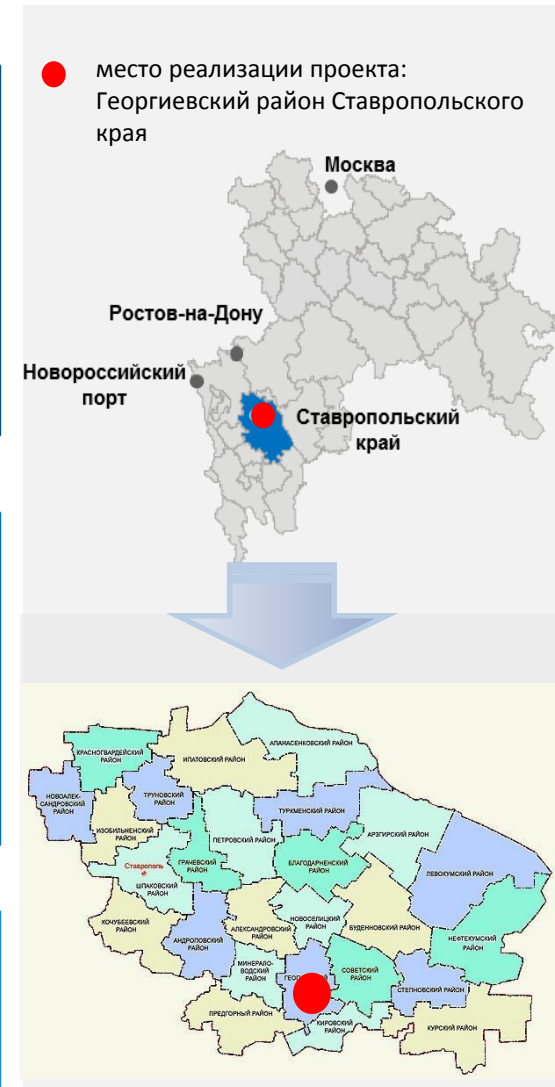 место реализации проекта:
Георгиевский район Ставропольского
края
Москва
Ростов-на-Дону
Новороссийский
порт
Ставропольский
край
КРАСНОГВАРДЕЙСКИЙ
РАЙОН
ИПАТОВСКИЙ РАЙОН
АПАНАСЕНКОВСКИЙ РАЙОН
НОВОАЛЕК-
САНДРОВСКИЙ
РАЙОН
ТРУНОВСКИЙ
РАЙОН
ТУРКМЕНСКИЙ РАЙОН
ИЗОБИЛЬНЕНСКИЙ
РАЙОН
ПЕТРОВСКИЙ РАЙОН
АРЗГИРСКИЙ РАЙОН
Ставрополь
ГРАЧЕВСКИЙ
РАЙОН
БЛАГОДАРНЕНСКИЙ
РАЙОН
ЛЕВОКУМСКИЙ РАЙОН
ШПАКОВСКИЙ
РАЙОН
КОЧУБЕЕВСКИЙ
РАЙОН
АЛЕКСАНДРОВСКИЙ
РАЙОН
НОВОСЕЛИЦКИЙ
РАЙОН
БУДЕННОВСКИЙ РАЙОН
АНДРОПОВСКИЙ
РАЙОН
НЕФТЕКУМСКИЙ
РАЙОН
МИНЕРАЛО-
ВОДСКИЙ
РАЙОН
СОВЕТСКИЙ
РАЙОН
СТЕПНОВСКИЙ РАЙОН
ПРЕДГОРНЫЙ РАЙОН
КИРОВСКИЙ
РАЙОН
КУРСКИЙ РАЙОН